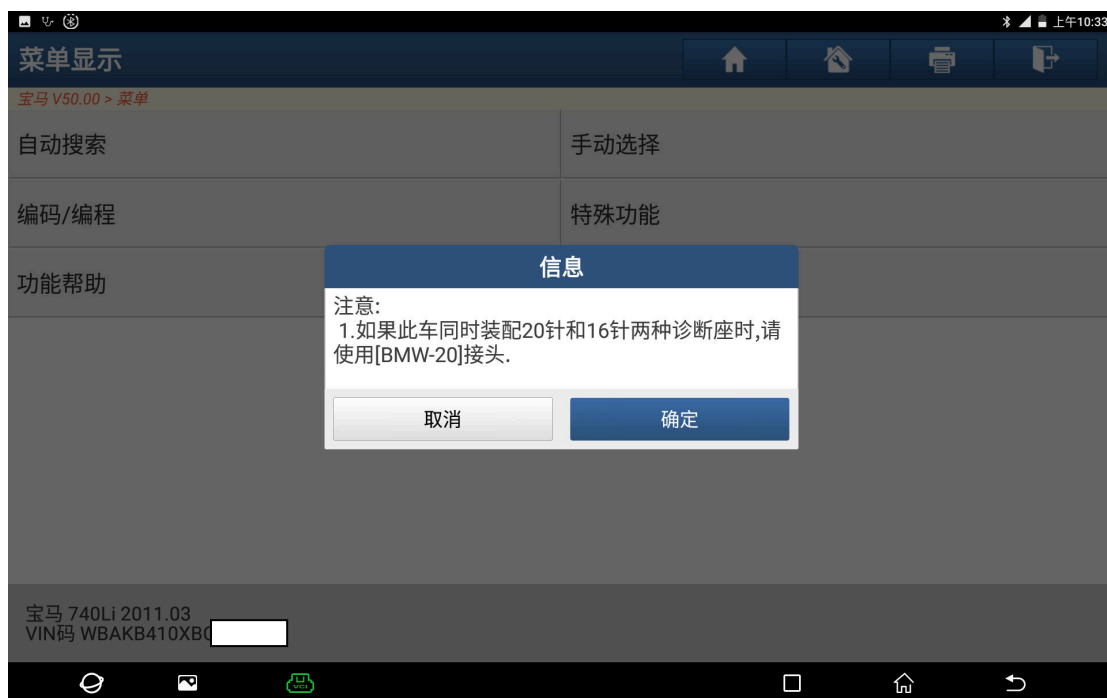 上午10:33
菜单显示
宝马 V50.00 > 菜单
自动搜索
手动选择
编码/编程
特殊功能
功能帮助
信息
注意:
1.如果此车同时装配20针和16针两种诊断座时,请
使用[BMW-20]接头.
取消
确定
宝马 740Li 2011.03
VIN码 WBAKB410XB
VCI